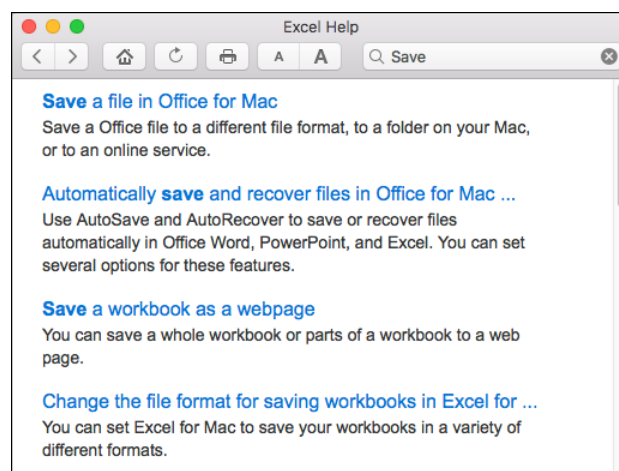 Excel Help
A A Save
Save a file in Office for Mac
Save a Office file to a different file format, to a folder on your Mac,
or to an online service.
Automatically save and recover files in Office for Mac ...
Use AutoSave and AutoRecover to save or recover files
automatically in Office Word, PowerPoint, and Excel. You can set
several options for these features.
Save a workbook as a webpage
You can save a whole workbook or parts of a workbook to a web
page.
Change the file format for saving workbooks in Excel for ...
You can set Excel for Mac to save your workbooks in a variety of
different formats.